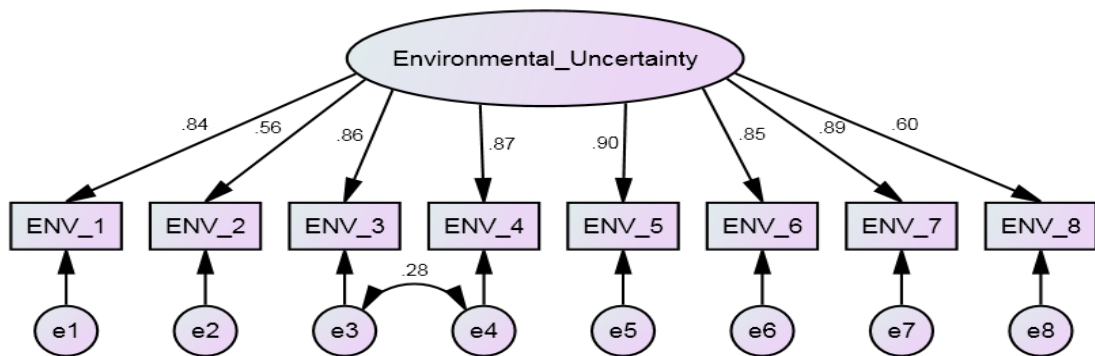 Environmental_Uncertainty
.84 .56 .86 .87 .90 .85 .89 .60
ENV_1 ENV_2 ENV_3 ENV_4 ENV_5 ENV_6 ENV_7 ENV_8
.28
e1 e2 e3 e4 e5 e6 e7 e8